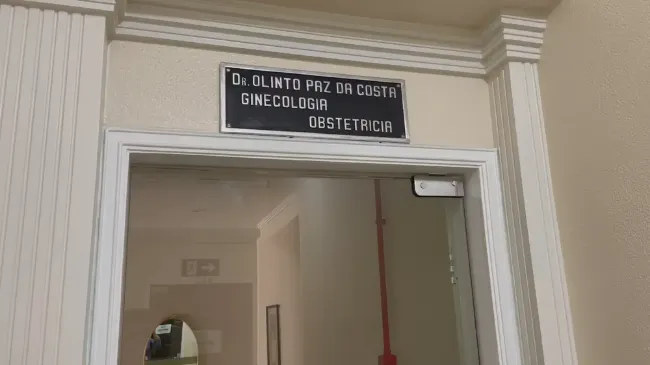 DR. OLINTO PAZ DA COSTA
GINECOLOGIA
OBSTETRICIA